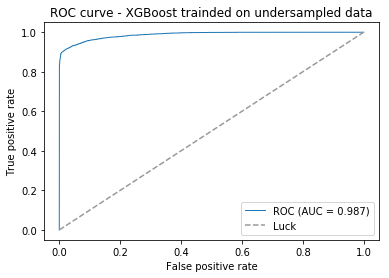 ROC curve - XGBoost trainded on undersampled data
1.0
0.8
0.6
0.4
0.2
0.0
True positive rate
ROC (AUC = 0.987)
Luck
0.0 0.2 0.4 0.6 0.8 1.0
False positive rate